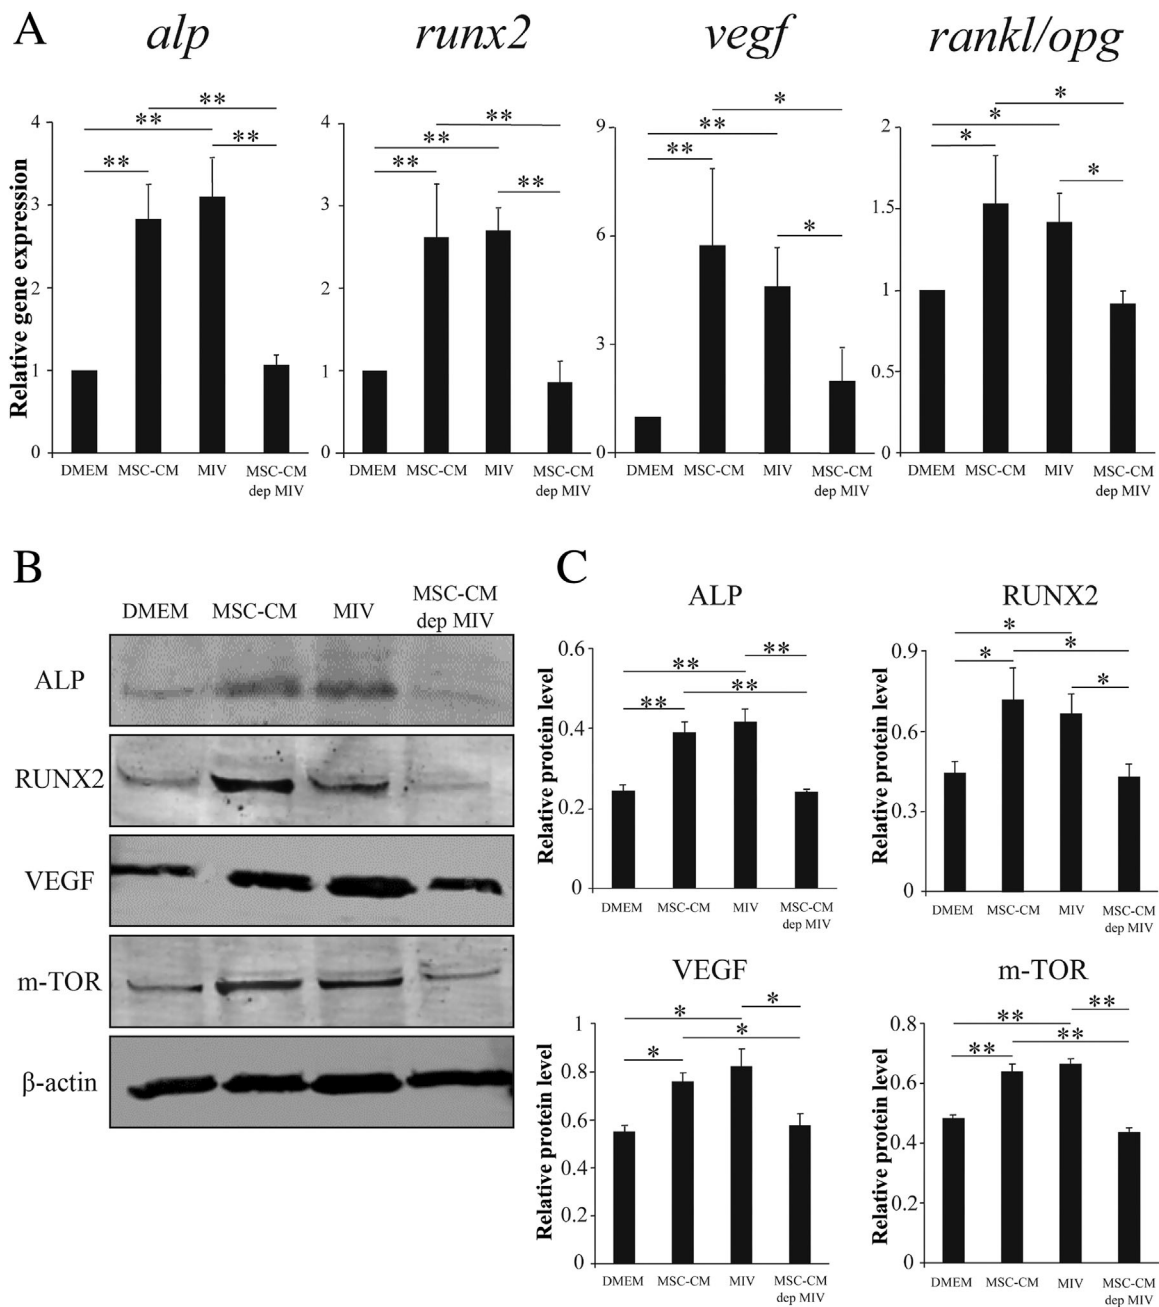 A
alp
runx2
vegf
rankl/opg
Relative gene expression
4
3
2
1
0
**
**
**
**
DMEM
MSC-CM
MIV
MSC-CM
dep MIV
4
3
2
1
0
**
**
**
**
DMEM
MSC-CM
MIV
MSC-CM
dep MIV
9
6
3
0
*
**
**
*
DMEM
MSC-CM
MIV
MSC-CM
dep MIV
2
1.5
1
0.5
0
*
*
*
*
DMEM
MSC-CM
MIV
MSC-CM
dep MIV
B
DMEM
MSC-CM
MIV
MSC-CM
dep MIV
ALP
RUNX2
VEGF
m-TOR
β-actin
C
ALP
Relative protein level
0.6
0.4
0.2
0
**
**
**
**
DMEM
MSC-CM
MIV
MSC-CM
dep MIV
RUNX2
Relative protein level
0.9
0.6
0.3
0
*
*
*
*
DMEM
MSC-CM
MIV
MSC-CM
dep MIV
VEGF
Relative protein level
1
0.8
0.6
0.4
0.2
0
*
*
*
*
DMEM
MSC-CM
MIV
MSC-CM
dep MIV
m-TOR
Relative protein level
0.8
0.6
0.4
0.2
0.0
**
**
**
**
DMEM
MSC-CM
MIV
MSC-CM
dep MIV